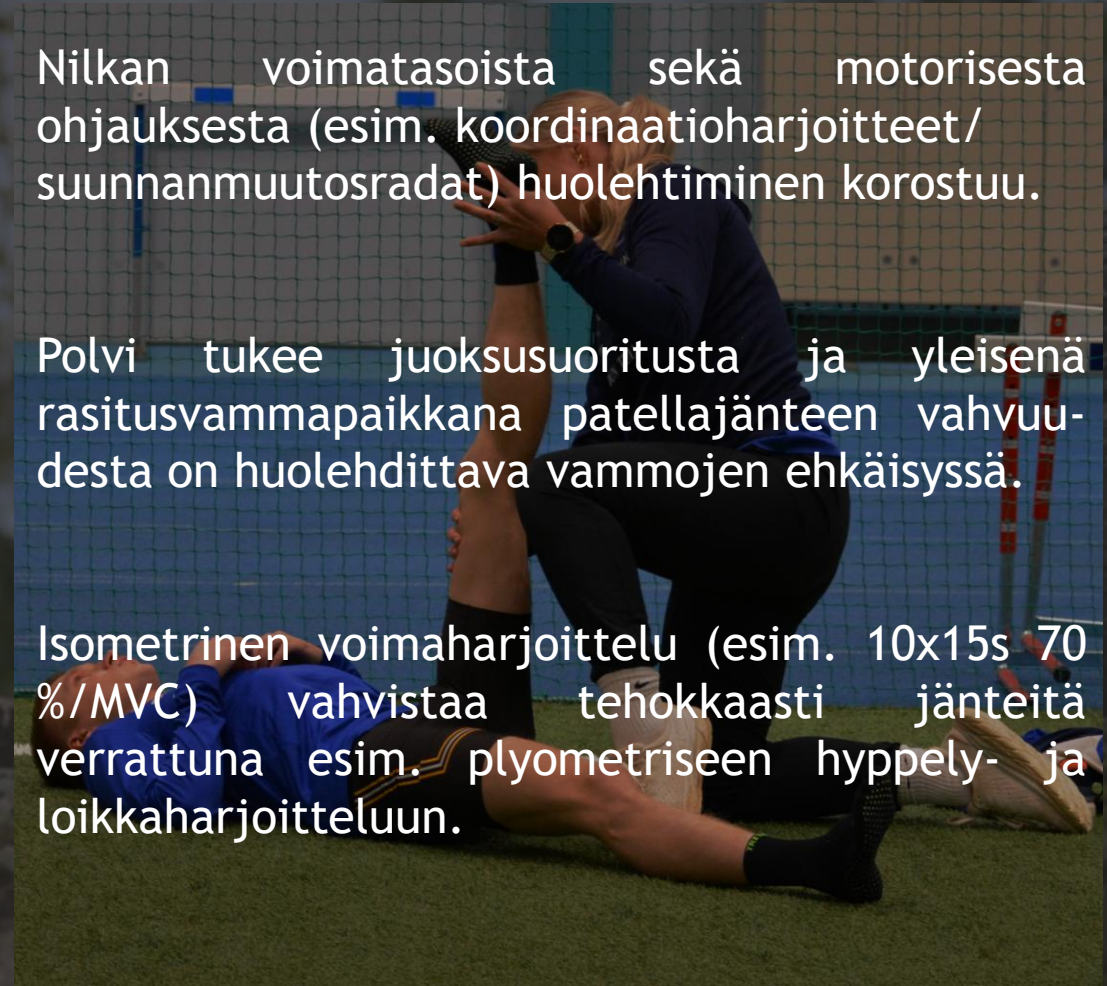 Nilkan voimatasoista sekä motorisesta
ohjauksesta (esim. koordinaatioharjoitteet/
suunnanmuutosradat) huolehtiminen korostuu.
Polvi tukee juoksusuoritusta ja yleisenä
rasitusvammapaikkana patellajänteen vahvuu-
desta on huolehdittava vammojen ehkäisyssä.
Isometrinen voimaharjoittelu (esim. 10x15s 70
%/MVC) vahvistaa tehokkaasti jänteitä
verrattuna esim. plyometriseen hyppely- ja
loikkaharjoitteluun.